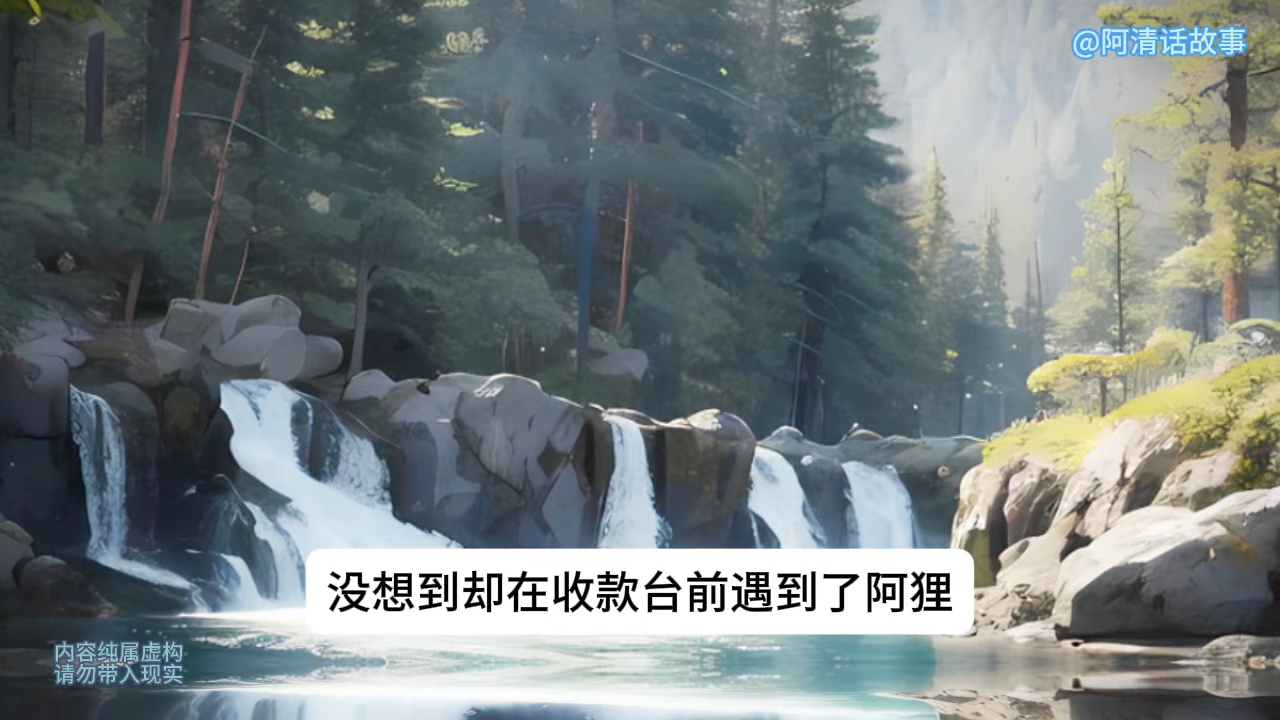 @阿清话故事
没想到却在收款台前遇到了阿狸
内容纯属虚构
请勿带入现实